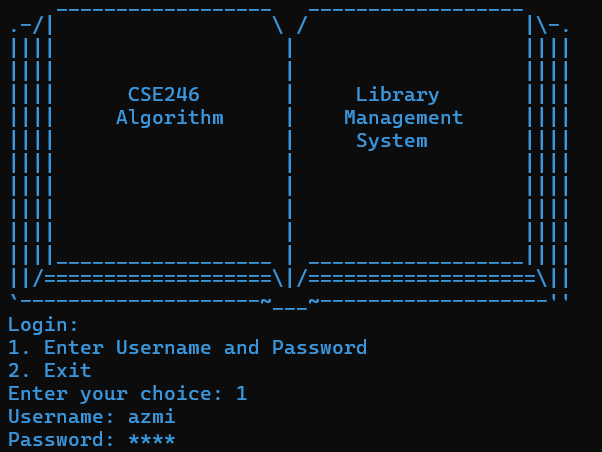 CSE246 Library
Algorithm Management
System
Login:
1. Enter Username and Password
2. Exit
Enter your choice: 1
Username: azmi
Password: ****